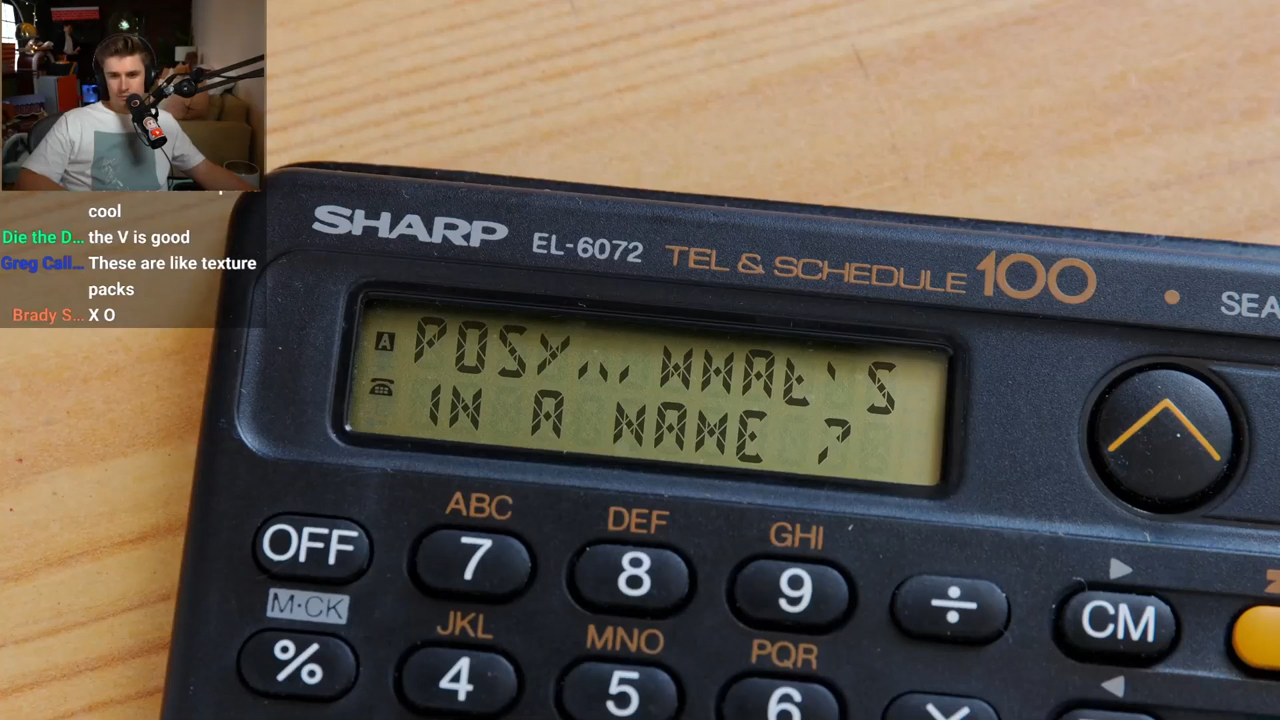 cool
Die the D... the V is good
Greg Call... These are like texture
packs
Brady S... X O
SHARP EL-6072 TEL & SCHEDULE 100 • SEA
A POSY... WHAT'S
IN A NAME ?
ABC DEF GHI
OFF 7 8 9 ÷ CM
M·CK JKL MNO PQR
% 4 5 6